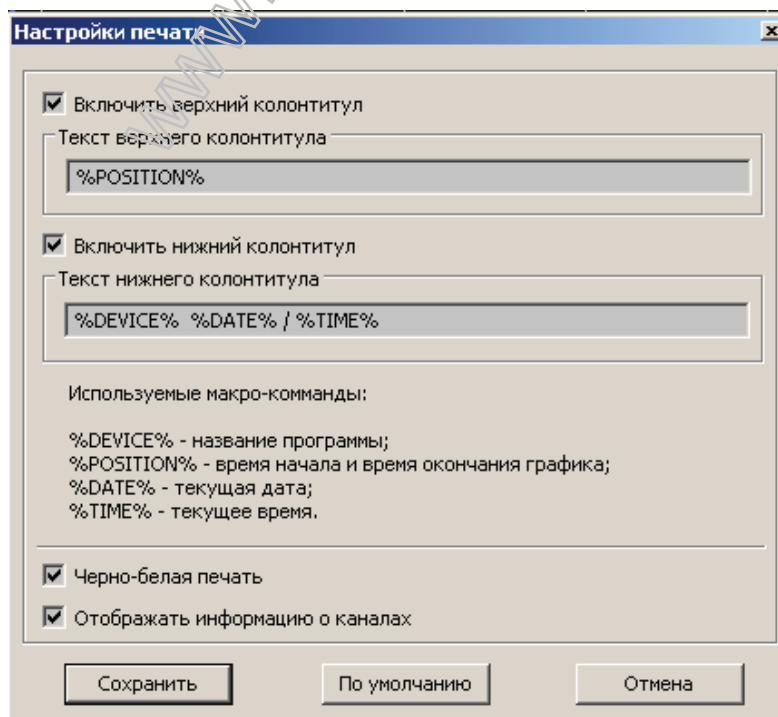 Настройки печати
Включить верхний колонтитул
Текст верхнего колонтитула
%POSITION%
Включить нижний колонтитул
Текст нижнего колонтитула
%DEVICE% %DATE% / %TIME%
Используемые макро-комманды:
%DEVICE% - название программы;
%POSITION% - время начала и время окончания графика;
%DATE% - текущая дата;
%TIME% - текущее время.
Черно-белая печать
Отображать информацию о каналах
Сохранить По умолчанию Отмена